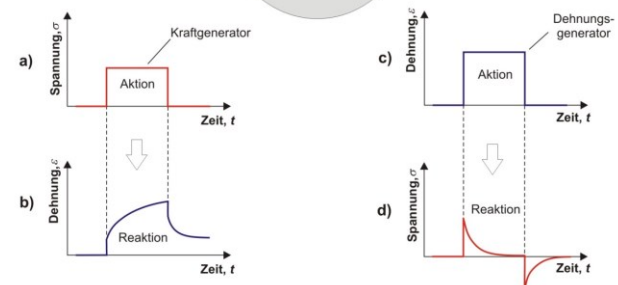 a)
Spannung, σ
Kraftgenerator
Aktion
Zeit, t
b)
Dehnung, ε
Reaktion
Zeit, t
c)
Dehnung, ε
Dehnungs-
generator
Aktion
Zeit, t
d)
Spannung, σ
Reaktion
Zeit, t